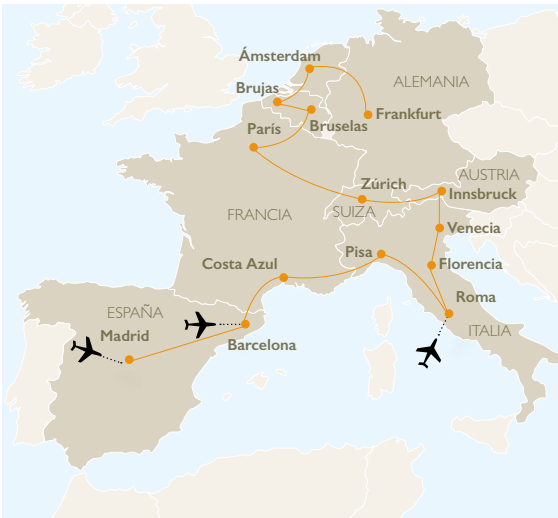 Ámsterdam
ALEMANIA
Brujas
Frankfurt
París
Bruselas
AUSTRIA
Zúrich
Innsbruck
FRANCIA
SUIZA
Venecia
Pisa
Costa Azul
Florencia
Roma
ESPAÑA
ITALIA
Madrid
Barcelona